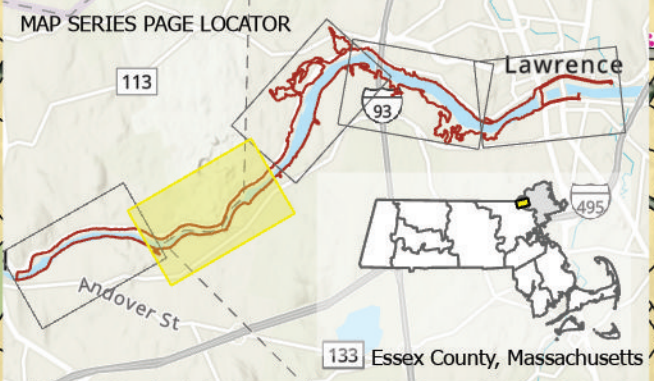 MAP SERIES PAGE LOCATOR
Lawrence
113
93
495
Andover St
133
Essex County, Massachusetts